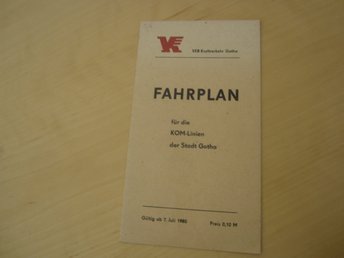 VEB Kraftverkehr Gotha
FAHRPLAN
für die
KOM-Linien
der Stadt Gotha
Gültig ab 7. Juli 1980
Preis 0,10 M